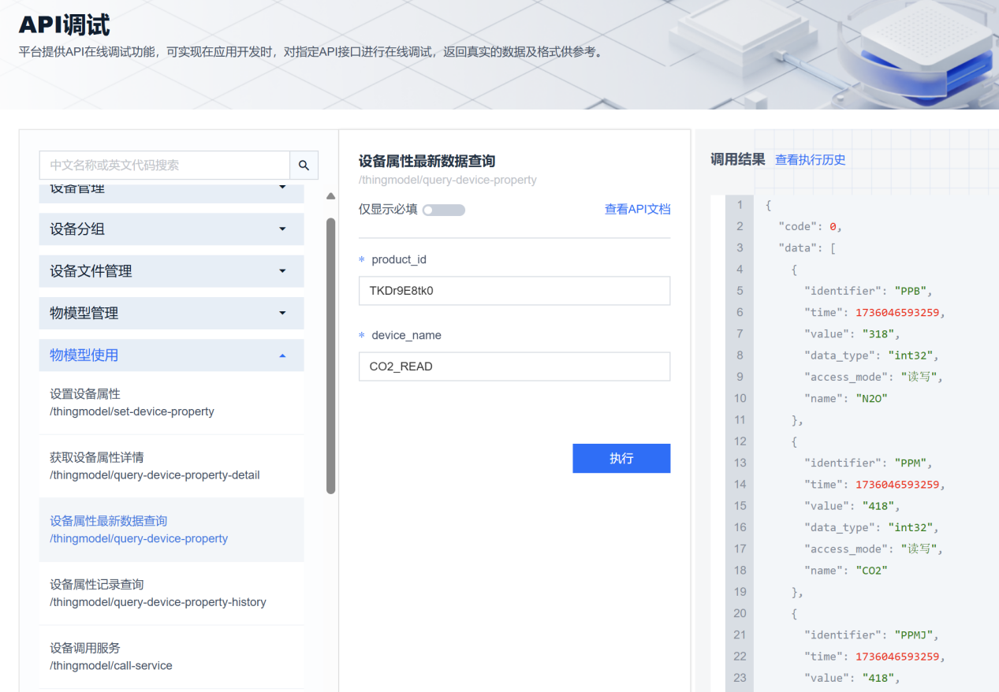 API调试
平台提供API在线调试功能，可实现在应用开发时，对指定API接口进行在线调试，返回真实的数据及格式供参考。
中文名称或英文代码搜索
设备管理
设备分组
设备文件管理
物模型管理
物模型使用
设置设备属性
/thingmodel/set-device-property
获取设备属性详情
/thingmodel/query-device-property-detail
设备属性最新数据查询
/thingmodel/query-device-property
设备属性记录查询
/thingmodel/query-device-property-history
设备调用服务
/thingmodel/call-service
设备属性最新数据查询
/thingmodel/query-device-property
仅显示必填 查看API文档
* product_id
TKDr9E8tk0
* device_name
CO2_READ
执行
调用结果 查看执行历史
1 {
2 "code": 0,
3 "data": [
4 {
5 "identifier": "PPB",
6 "time": 1736046593259,
7 "value": "318",
8 "data_type": "int32",
9 "access_mode": "读写",
10 "name": "N2O"
11 },
12 {
13 "identifier": "PPM",
14 "time": 1736046593259,
15 "value": "418",
16 "data_type": "int32",
17 "access_mode": "读写",
18 "name": "CO2"
19 },
20 {
21 "identifier": "PPMJ",
22 "time": 1736046593259,
23 "value": "418",